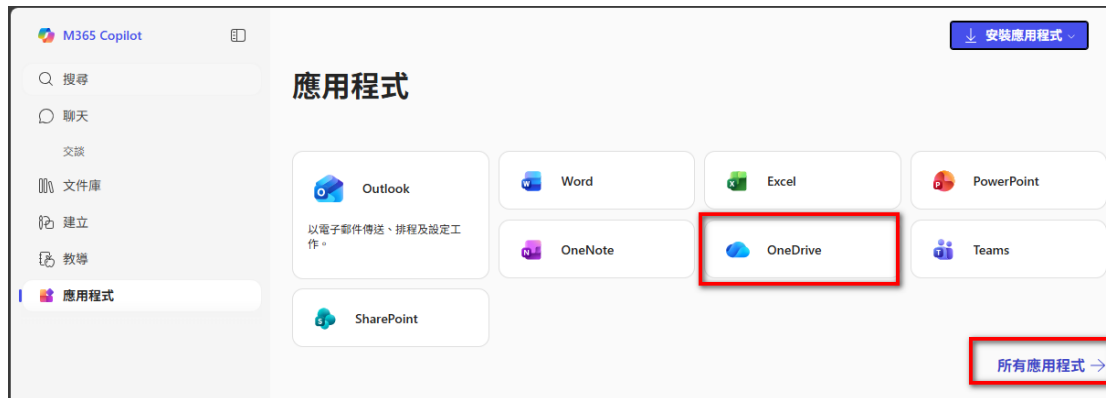 M365 Copilot
搜尋
聊天
交談
文件庫
建立
教導
應用程式
安裝應用程式
應用程式
Outlook
以電子郵件傳送、排程及設定工
作。
Word
Excel
PowerPoint
OneNote
OneDrive
Teams
SharePoint
所有應用程式